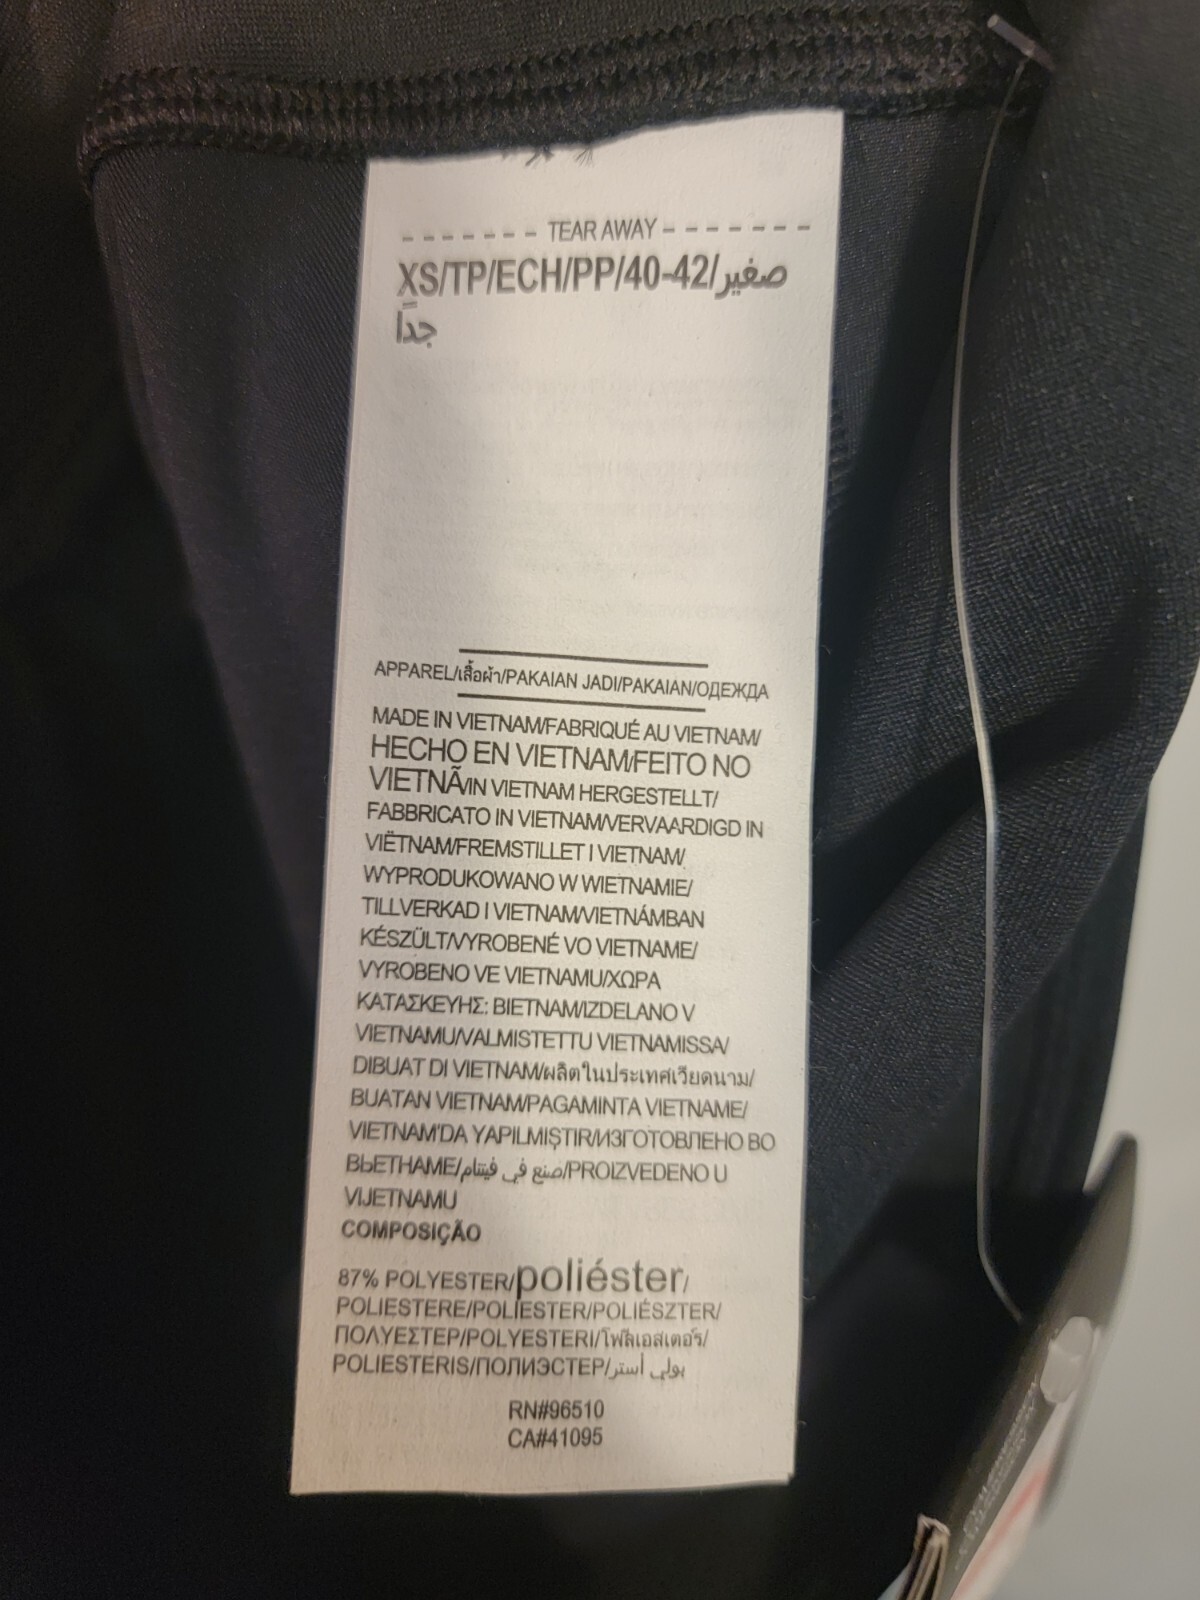 TEAR AWAY
XS/TP/ECH/PP/40-42/صغير
جدًا
APPAREL/เสื้อผ้า/PAKAIAN JADI/PAKAIAN/ОДЕЖДА
MADE IN VIETNAM/FABRIQUÉ AU VIETNAM/
HECHO EN VIETNAM/FEITO NO
VIETNÃ/IN VIETNAM HERGESTELLT/
FABBRICATO IN VIETNAM/VERVAARDIGD IN
VIËTNAM/FREMSTILLET I VIETNAM/
WYPRODUKOWANO W WIETNAMIE/
TILLVERKAD I VIETNAM/VIETNÁMBAN
KÉSZÜLT/VYROBENÉ VO VIETNAME/
VYROBENO VE VIETNAMU/ΧΩΡΑ
ΚΑΤΑΣΚΕΥΗΣ: ΒΙΕΤΝΑΜ/IZDELANO V
VIETNAMU/VALMISTETTU VIETNAMISSA/
DIBUAT DI VIETNAM/ผลิตในประเทศเวียดนาม/
BUATAN VIETNAM/PAGAMINTA VIETNAME/
VIETNAM'DA YAPILMIŞTIR/ИЗГОТОВЛЕНО ВО
ВЬЕТНАМЕ/صنع في فيتنام/PROIZVEDENO U
VIJETNAMU
COMPOSIÇÃO
87% POLYESTER/poliéster/
POLIESTERE/POLIESTER/POLIÉSZTER/
ΠΟΛΥΕΣΤΕΡ/POLYESTERI/โพลีเอสเตอร์/
POLIESTERIS/ПОЛИЭСТЕР/بولي أستر
RN#96510
CA#41095